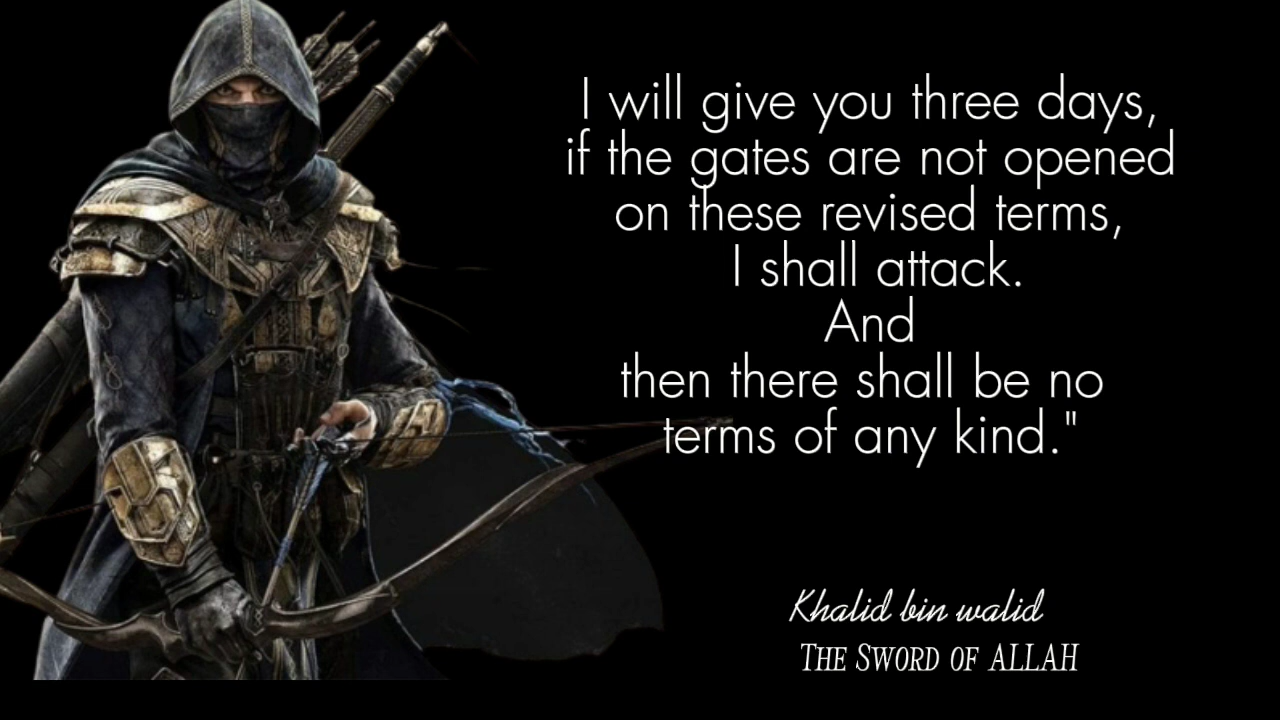 I will give you three days,
if the gates are not opened
on these revised terms,
I shall attack.
And
then there shall be no
terms of any kind."
Khalid bin walid
THE SWORD OF ALLAH